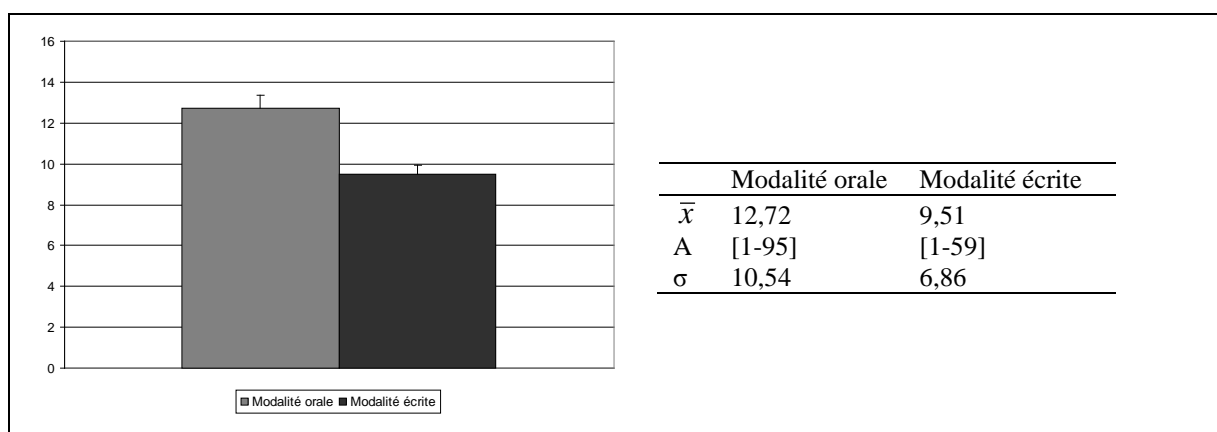 16
14
12
10
8
6
4
2
0
Modalité orale Modalité écrite
Modalité orale Modalité écrite
x̅ 12,72 9,51
A [1-95] [1-59]
σ 10,54 6,86